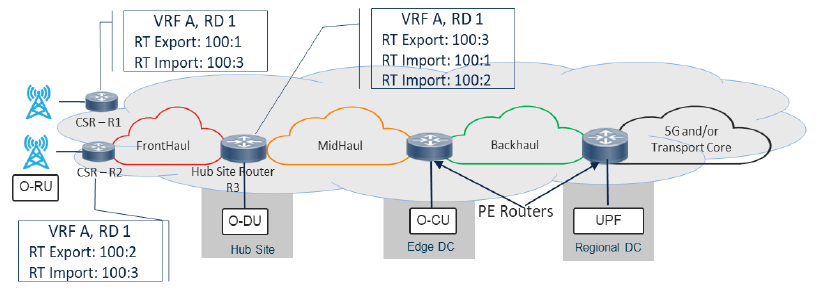 VRF A, RD 1
RT Export: 100:1
RT Import: 100:3
VRF A, RD 1
RT Export: 100:3
RT Import: 100:1
RT Import: 100:2
CSR – R1
FrontHaul
MidHaul
Backhaul
5G and/or
Transport Core
CSR – R2
Hub Site Router
R3
O-RU
PE Routers
O-DU
O-CU
UPF
Hub Site
Edge DC
Regional DC
VRF A, RD 1
RT Export: 100:2
RT Import: 100:3